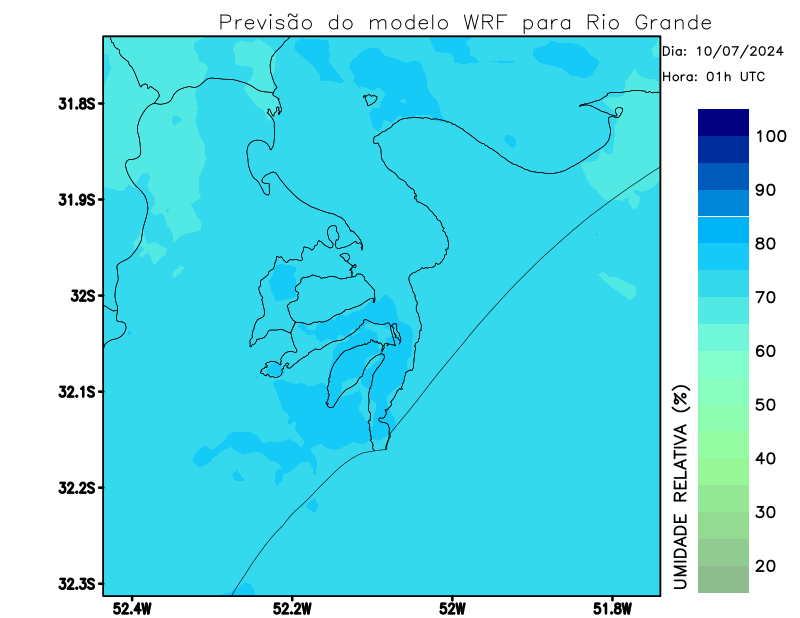 Previsão do modelo WRF para Rio Grande
Dia: 10/07/2024
Hora: 01h UTC
31.8S
31.9S
32S
32.1S
32.2S
32.3S
52.4W
52.2W
52W
51.8W
100
90
80
70
60
50
40
30
20
UMIDADE RELATIVA (%)